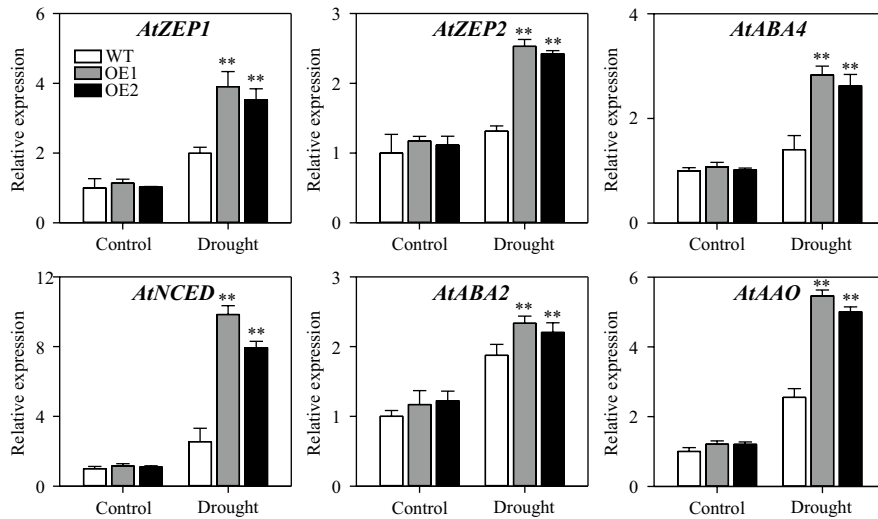 AtZEP1
Relative expression
6
4
2
0
WT
OE1
OE2
**
**
Control
Drought
AtZEP2
Relative expression
3
2
1
0
**
**
Control
Drought
AtABA4
Relative expression
4
2
0
**
**
Control
Drought
AtNCED
Relative expression
12
8
4
0
**
**
Control
Drought
AtABA2
Relative expression
3
2
1
0
**
**
Control
Drought
AtAAO
Relative expression
6
4
2
0
**
**
Control
Drought